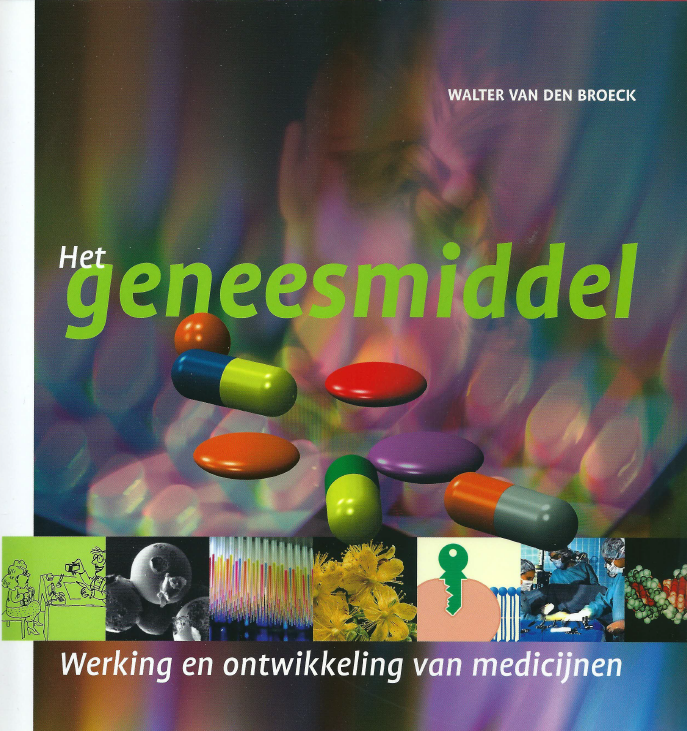 WALTER VAN DEN BROECK
Het
geneesmiddel
Werking en ontwikkeling van medicijnen